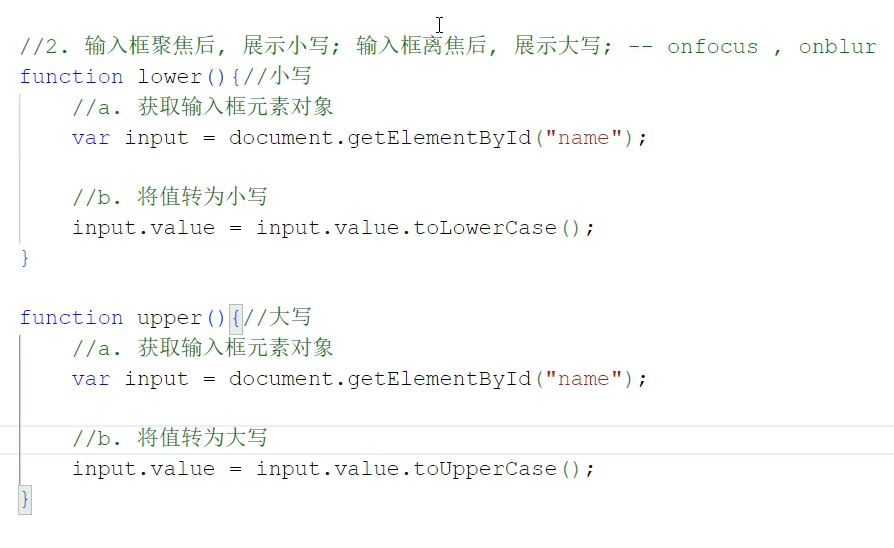 //2. 输入框聚焦后, 展示小写; 输入框离焦后, 展示大写; -- onfocus , onblur
function lower(){//小写
    //a. 获取输入框元素对象
    var input = document.getElementById("name");
    //b. 将值转为小写
    input.value = input.value.toLowerCase();
}
function upper(){//大写
    //a. 获取输入框元素对象
    var input = document.getElementById("name");
    //b. 将值转为大写
    input.value = input.value.toUpperCase();
}